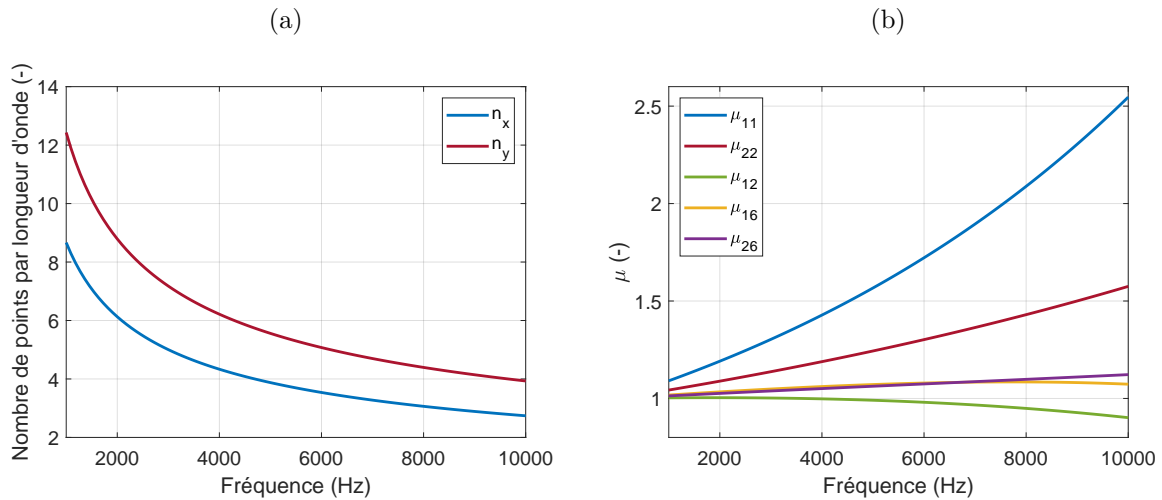 (a)
Nombre de points par longueur d'onde (-)
14
12
10
8
6
4
2
n_x
n_y
2000 4000 6000 8000 10000
Fréquence (Hz)
(b)
μ (-)
2.5
2
1.5
1
μ_11
μ_22
μ_12
μ_16
μ_26
2000 4000 6000 8000 10000
Fréquence (Hz)